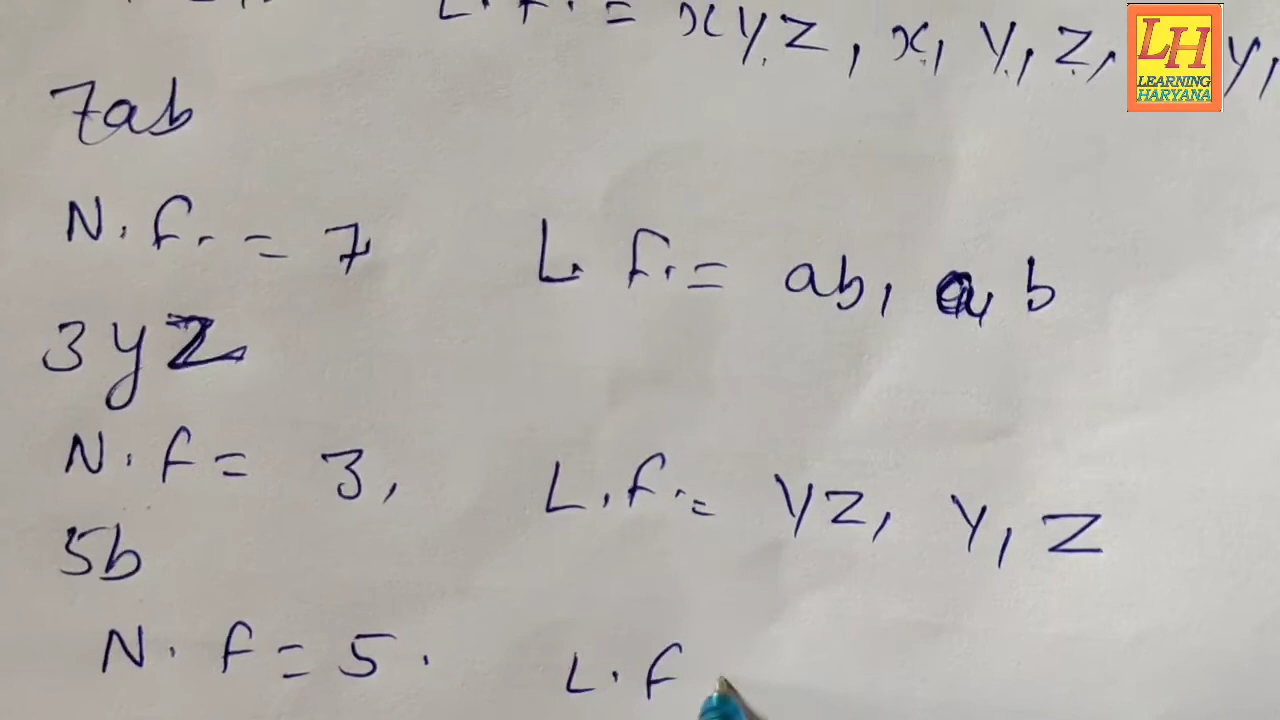 L.F. = xyz, x, y, z, y,
LH
LEARNING
HARYANA
7ab
N.F. = 7 L.F. = ab, a, b
3yz
N.F = 3, L.F. = yz, y, z
5b
N.F = 5. L.F